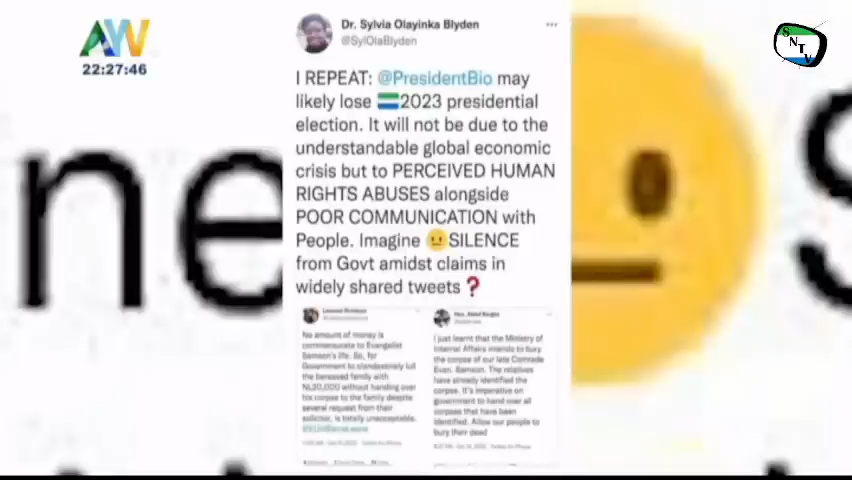 AYV
22:27:46
SNTV
Dr. Sylvia Olayinka Blyden
@SylOlaBlyden
I REPEAT: @PresidentBio may
likely lose 🇸🇱2023 presidential
election. It will not be due to the
understandable global economic
crisis but to PERCEIVED HUMAN
RIGHTS ABUSES alongside
POOR COMMUNICATION with
People. Imagine 😐SILENCE
from Govt amidst claims in
widely shared tweets❓
No amount of money is
commensurate to Evangelist
Samson's life. So, for
Government to clandestinely lull
the bereaved family with
NL20,000 without handing over
his corpse to the family despite
several request from their
solicitor, is totally unacceptable.
I just learnt that the Ministry of
Internal Affairs intends to bury
the corpse of our late Comrade
Evan. Samson. The relatives
have already identified the
corpse. It's imperative on
government to hand over all
corpses that have been
identified. Allow our people to
bury their dead
ne
S